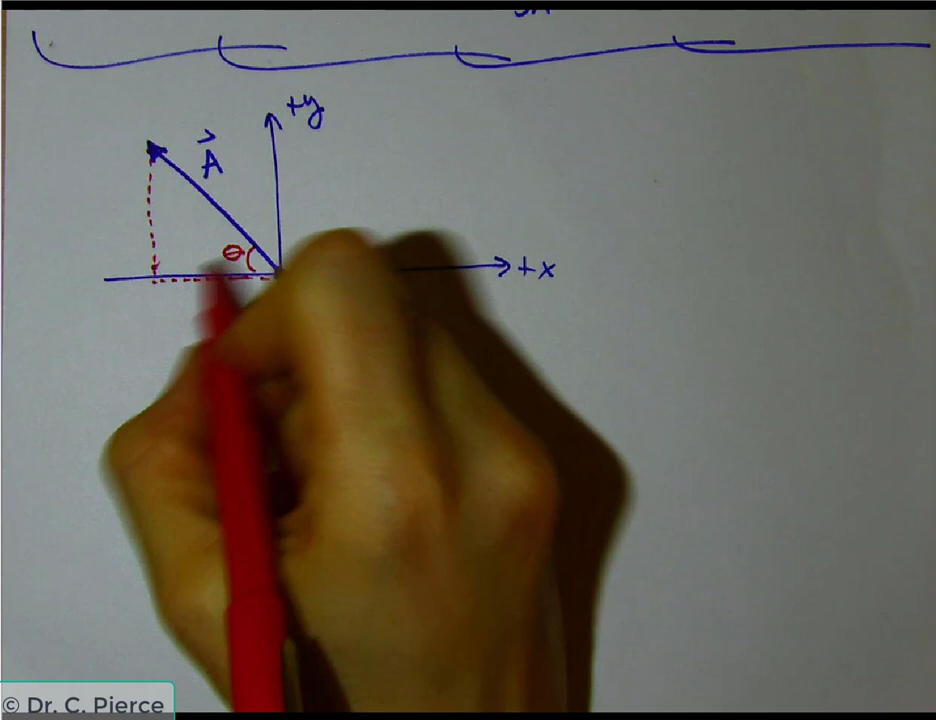 +y
A
θ
+x
© Dr. C. Pierce